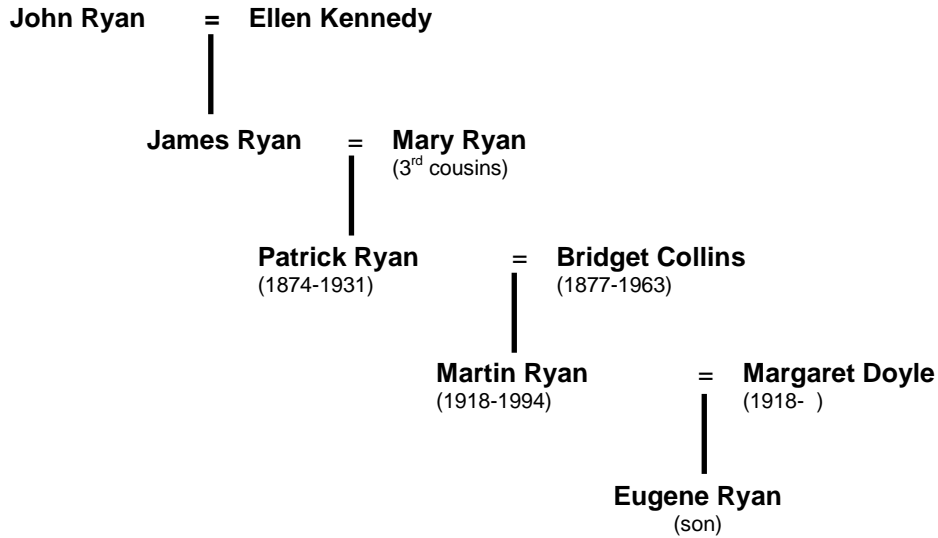 John Ryan = Ellen Kennedy
James Ryan = Mary Ryan
(3rd cousins)
Patrick Ryan = Bridget Collins
(1874-1931) (1877-1963)
Martin Ryan = Margaret Doyle
(1918-1994) (1918- )
Eugene Ryan
(son)